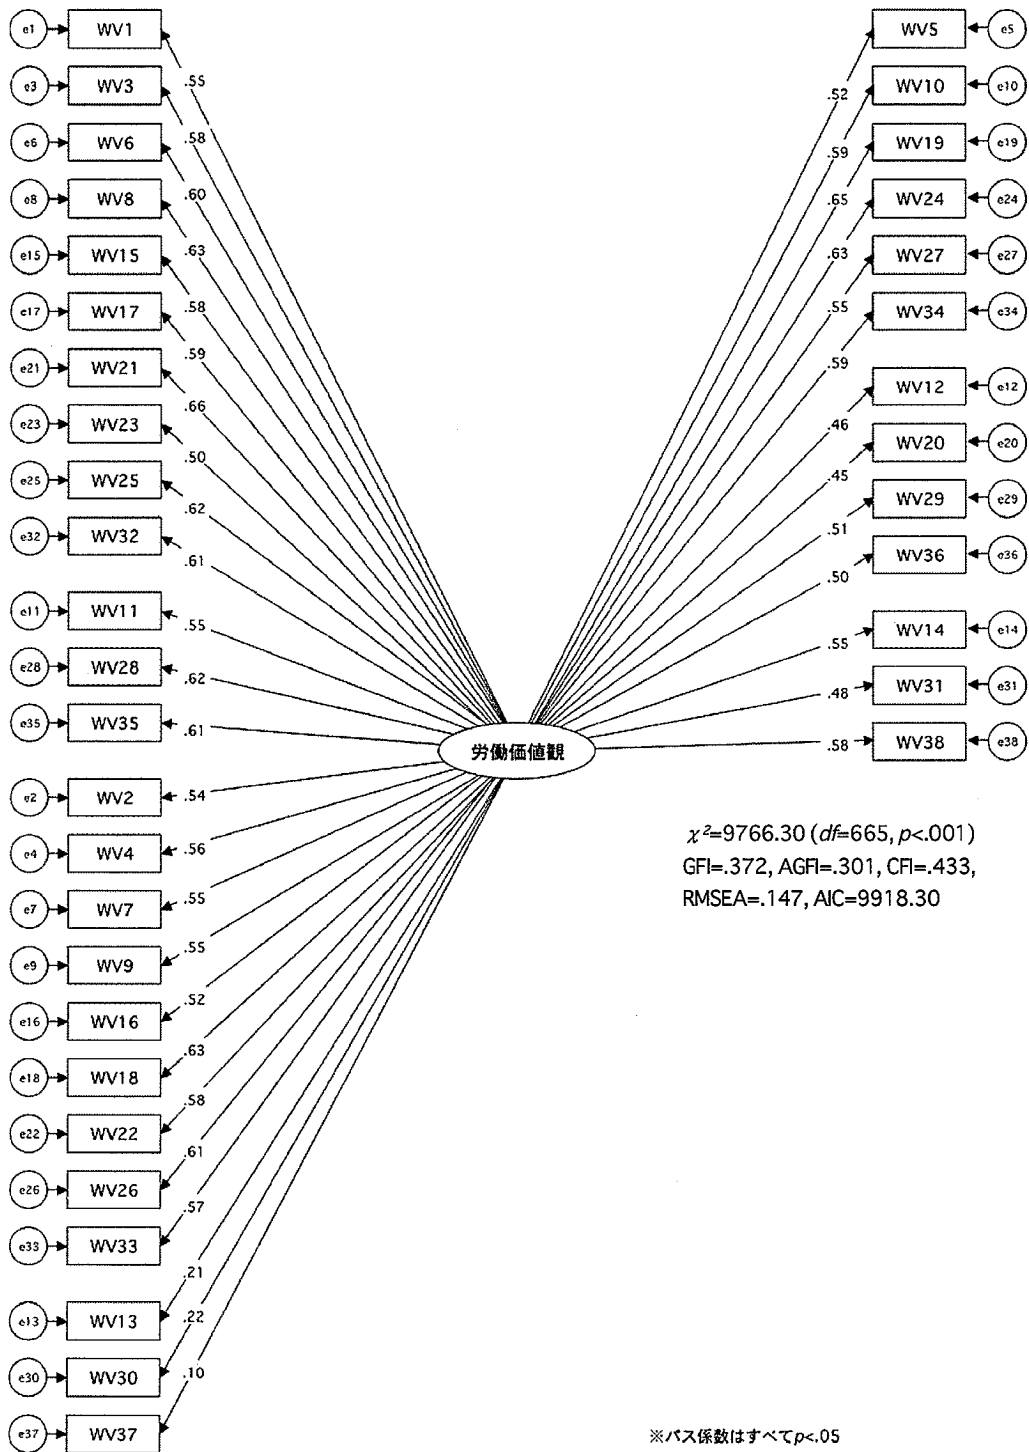 e1 WV1 .55
e3 WV3 .58
e6 WV6 .60
e8 WV8 .63
e15 WV15 .58
e17 WV17 .59
e21 WV21 .66
e23 WV23 .50
e25 WV25 .62
e32 WV32 .61
e11 WV11 .55
e28 WV28 .62
e35 WV35 .61
e2 WV2 .54
e4 WV4 .56
e7 WV7 .55
e9 WV9 .55
e16 WV16 .52
e18 WV18 .63
e22 WV22 .58
e26 WV26 .61
e33 WV33 .57
e13 WV13 .21
e30 WV30 .22
e37 WV37 .10
労働価値観
.52 WV5 e5
.59 WV10 e10
.65 WV19 e19
.63 WV24 e24
.55 WV27 e27
.59 WV34 e34
.46 WV12 e12
.45 WV20 e20
.51 WV29 e29
.50 WV36 e36
.55 WV14 e14
.48 WV31 e31
.58 WV38 e38
χ²=9766.30 (df=665, p<.001)
GFI=.372, AGFI=.301, CFI=.433,
RMSEA=.147, AIC=9918.30
※パス係数はすべてp<.05